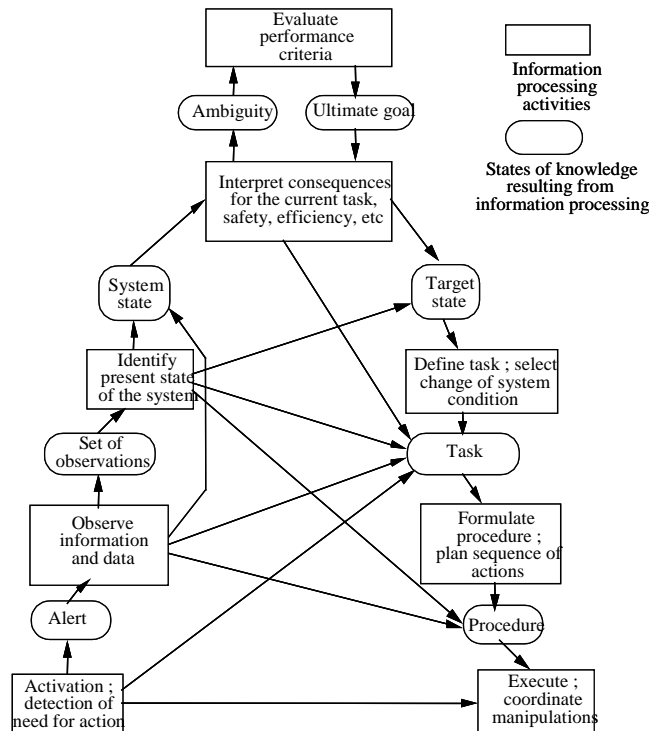 Evaluate
performance
criteria
Information
processing
activities
Ambiguity
Ultimate goal
States of knowledge
resulting from
information processing
Interpret consequences
for the current task,
safety, efficiency, etc
System
state
Target
state
Identify
present state
of the system
Define task ; select
change of system
condition
Set of
observations
Task
Observe
information
and data
Formulate
procedure ;
plan sequence of
actions
Alert
Procedure
Activation ;
detection of
need for action
Execute ;
coordinate
manipulations